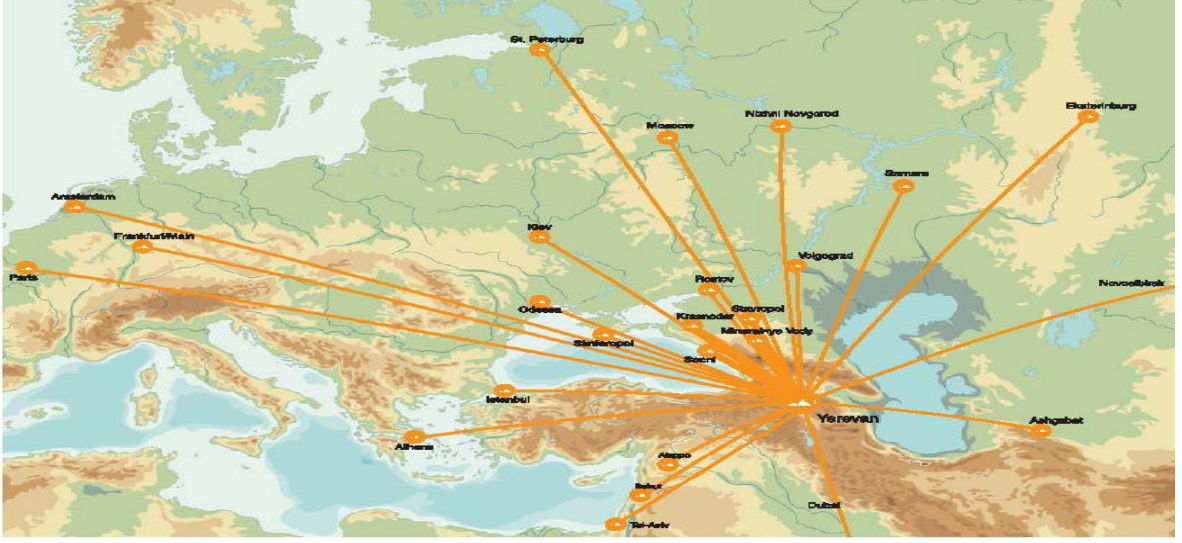 St. Peterburg
Nizhni Novgorod
Ekaterinburg
Moscow
Samara
Amsterdam
Frankfurt/Main
Kiev
Volgograd
Paris
Rostov
Novosibirsk
Odessa
Stavropol
Krasnodar
Mineralnye Vody
Simferopol
Sochi
Istanbul
Yerevan
Ashgabat
Athens
Aleppo
Beirut
Dubai
Tel-Aviv